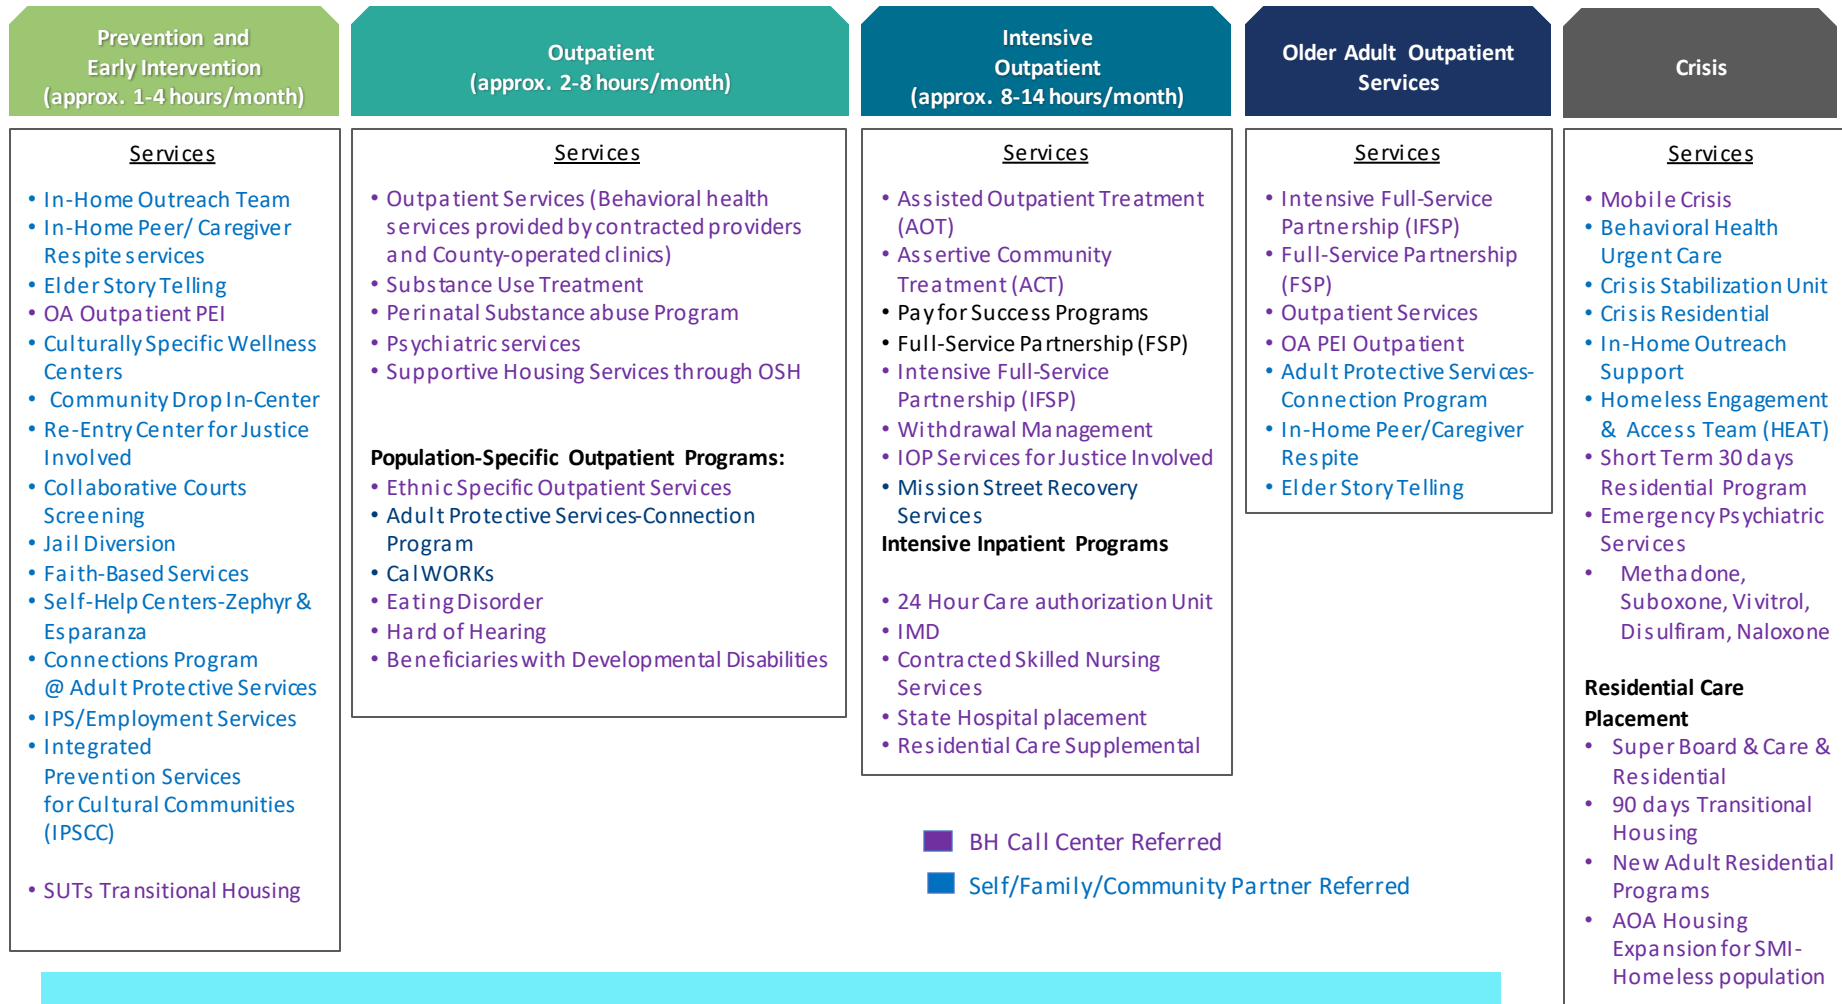 Prevention and
Early Intervention
(approx. 1-4 hours/month)
Services
• In-Home Outreach Team
• In-Home Peer/ Caregiver
Respite services
• Elder Story Telling
• OA Outpatient PEI
• Culturally Specific Wellness
Centers
• Community Drop In-Center
• Re-Entry Center for Justice
Involved
• Collaborative Courts
Screening
• Jail Diversion
• Faith-Based Services
• Self-Help Centers-Zephyr &
Esparanza
• Connections Program
@ Adult Protective Services
• IPS/Employment Services
• Integrated
Prevention Services
for Cultural Communities
(IPSCC)
• SUTs Transitional Housing
Outpatient
(approx. 2-8 hours/month)
Services
• Outpatient Services (Behavioral health
services provided by contracted providers
and County-operated clinics)
• Substance Use Treatment
• Perinatal Substance abuse Program
• Psychiatric services
• Supportive Housing Services through OSH
Population-Specific Outpatient Programs:
• Ethnic Specific Outpatient Services
• Adult Protective Services-Connection
Program
• CalWORKs
• Eating Disorder
• Hard of Hearing
• Beneficiaries with Developmental Disabilities
Intensive
Outpatient
(approx. 8-14 hours/month)
Services
• Assisted Outpatient Treatment
(AOT)
• Assertive Community
Treatment (ACT)
• Pay for Success Programs
• Full-Service Partnership (FSP)
• Intensive Full-Service
Partnership (IFSP)
• Withdrawal Management
• IOP Services for Justice Involved
• Mission Street Recovery
Services
Intensive Inpatient Programs
• 24 Hour Care authorization Unit
• IMD
• Contracted Skilled Nursing
Services
• State Hospital placement
• Residential Care Supplemental
Older Adult Outpatient
Services
Services
• Intensive Full-Service
Partnership (IFSP)
• Full-Service Partnership
(FSP)
• Outpatient Services
• OA PEI Outpatient
• Adult Protective Services-
Connection Program
• In-Home Peer/Caregiver
Respite
• Elder Story Telling
Crisis
Services
• Mobile Crisis
• Behavioral Health
Urgent Care
• Crisis Stabilization Unit
• Crisis Residential
• In-Home Outreach
Support
• Homeless Engagement
& Access Team (HEAT)
• Short Term 30 days
Residential Program
• Emergency Psychiatric
Services
• Methadone,
Suboxone, Vivitrol,
Disulfiram, Naloxone
Residential Care
Placement
• Super Board & Care &
Residential
• 90 days Transitional
Housing
• New Adult Residential
Programs
• AOA Housing
Expansion for SMI-
Homeless population
BH Call Center Referred
Self/Family/Community Partner Referred